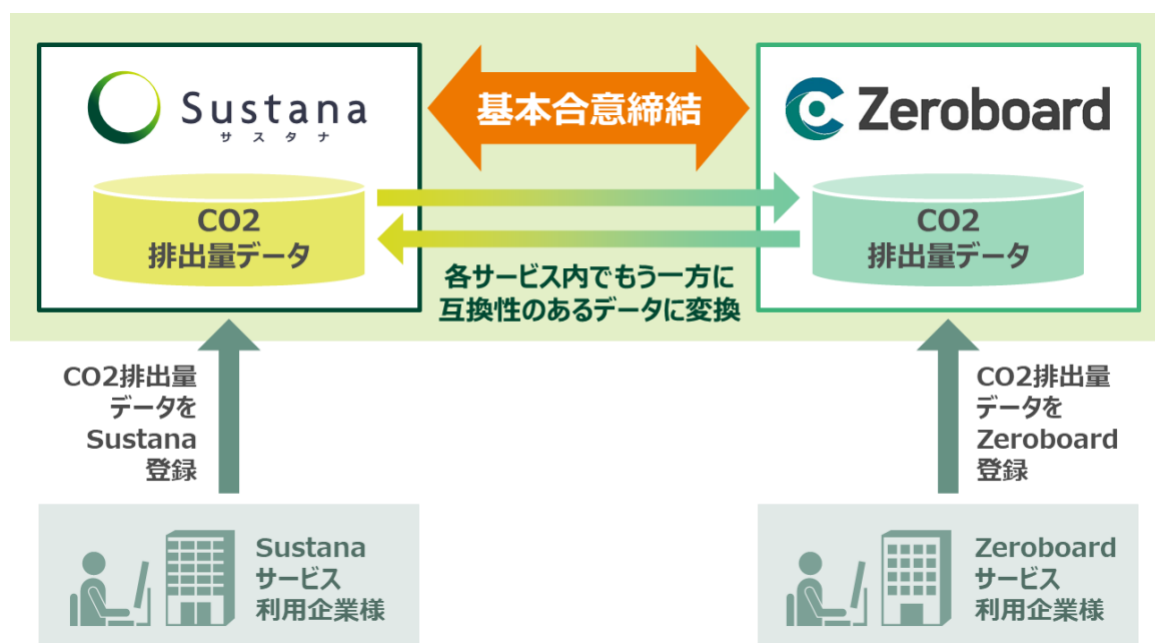 Sustana
サスタナ
基本合意締結
Zeroboard
CO2
排出量データ
CO2
排出量データ
各サービス内でもう一方に
互換性のあるデータに変換
CO2排出量
データを
Sustana
登録
CO2排出量
データを
Zeroboard
登録
Sustana
サービス
利用企業様
Zeroboard
サービス
利用企業様